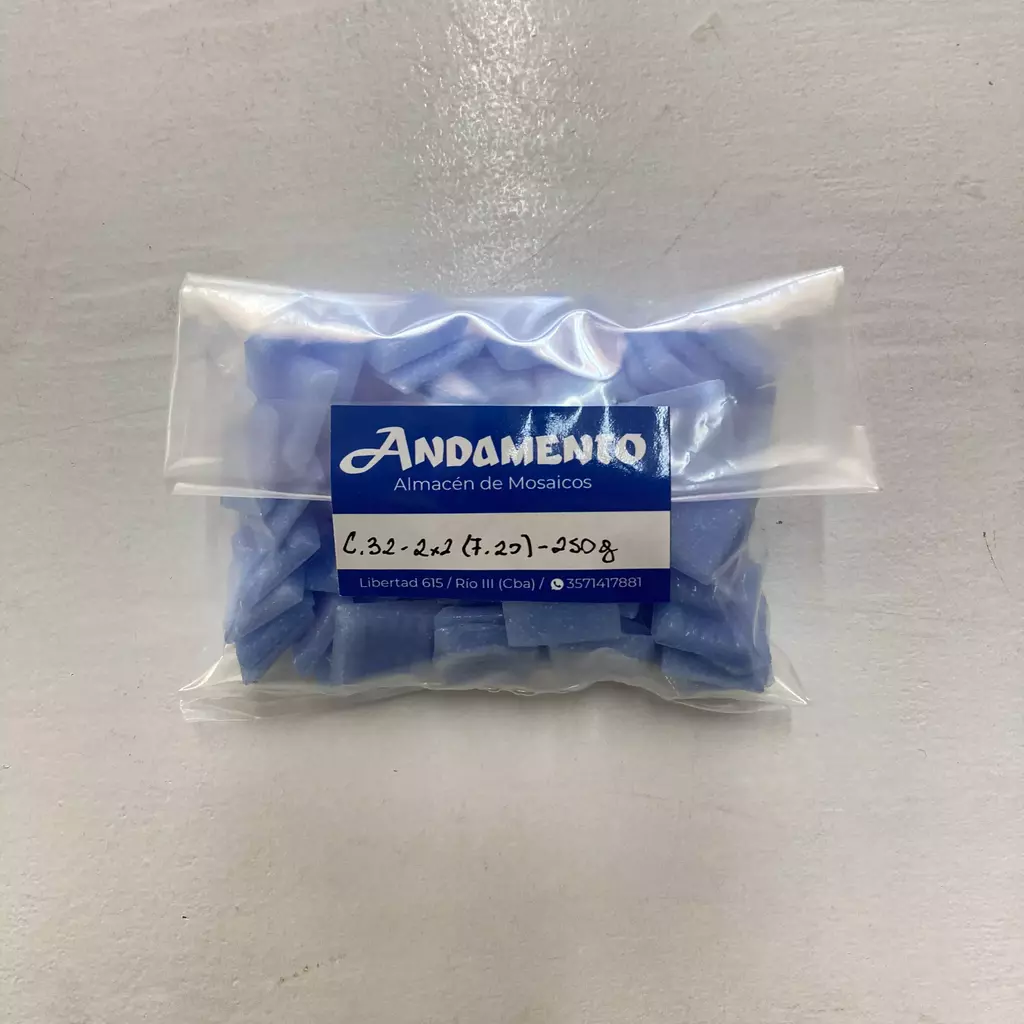 ANDAMENTO
Almacén de Mosaicos
C.32-2x2 (7.20)-250g
Libertad 615 / Río III (Cba) / 3571417881